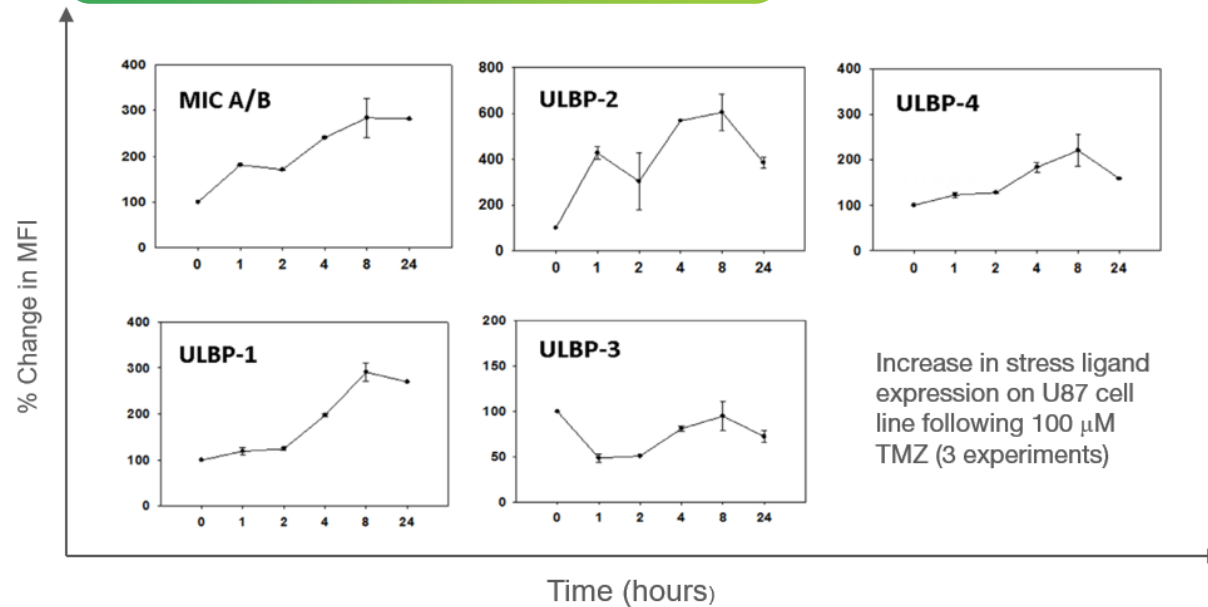 % Change in MFI
400
300
200
100
0
MIC A/B
0 1 2 4 8 24
800
600
400
200
0
ULBP-2
0 1 2 4 8 24
400
300
200
100
0
ULBP-4
0 1 2 4 8 24
400
300
200
100
0
ULBP-1
0 1 2 4 8 24
200
150
100
50
0
ULBP-3
0 1 2 4 8 24
Increase in stress ligand
expression on U87 cell
line following 100 μM
TMZ (3 experiments)
Time (hours)